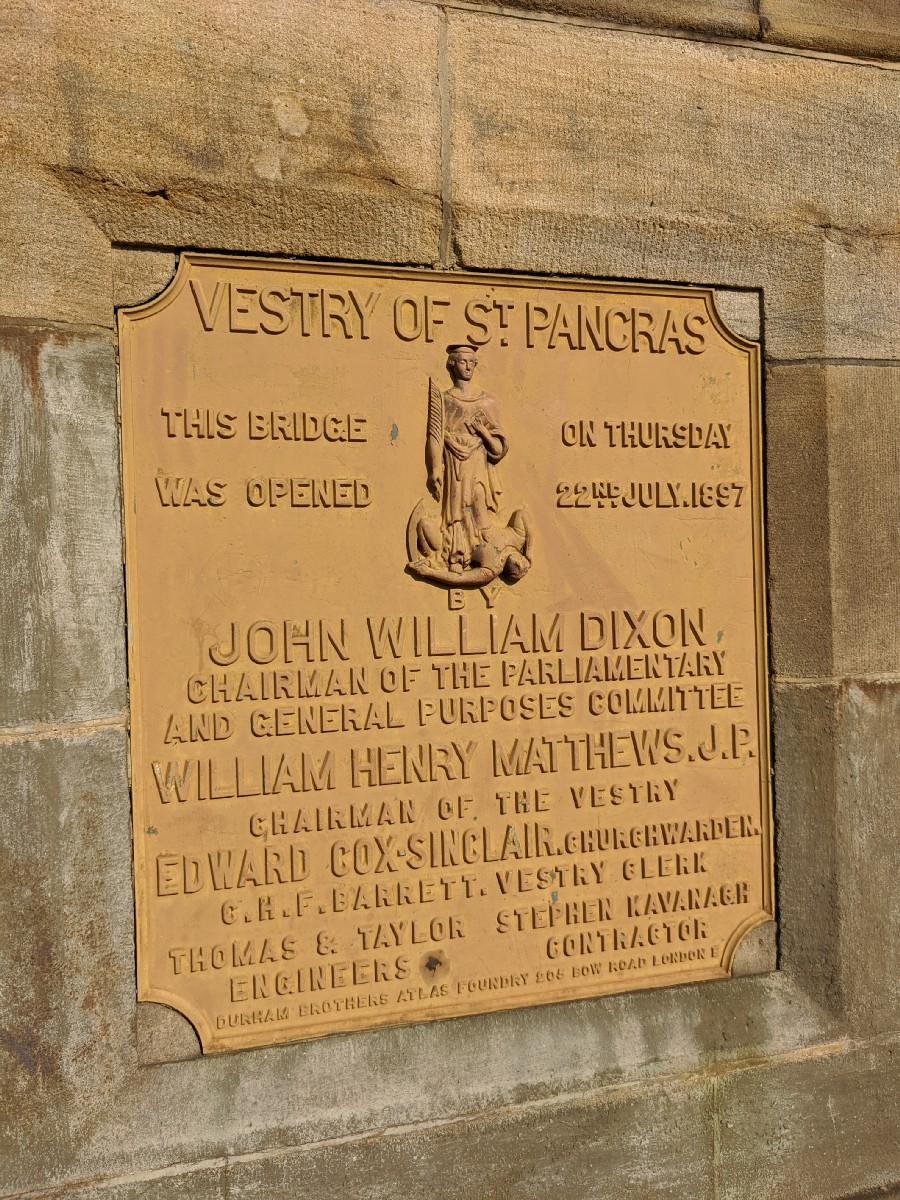 VESTRY OF ST PANCRAS
THIS BRIDGE
WAS OPENED
ON THURSDAY
22ND JULY.1897
BY
JOHN WILLIAM DIXON
CHAIRMAN OF THE PARLIAMENTARY
AND GENERAL PURPOSES COMMITTEE
WILLIAM HENRY MATTHEWS.J.P.
CHAIRMAN OF THE VESTRY
EDWARD COX-SINCLAIR.CHURCHWARDEN.
C.H.F.BARRETT.VESTRY CLERK
THOMAS & TAYLOR
ENGINEERS
STEPHEN KAVANAGH
CONTRACTOR
DURHAM BROTHERS ATLAS FOUNDRY 205 BOW ROAD LONDON E